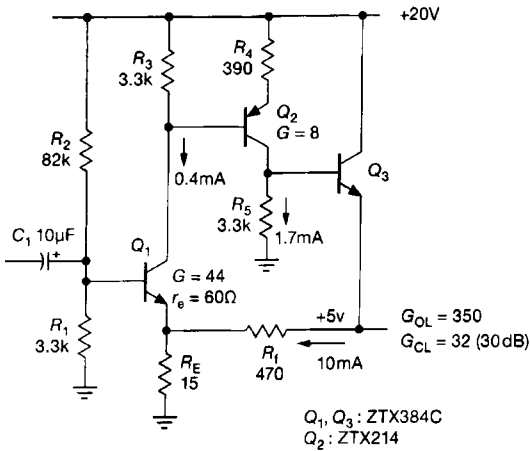 +20V
R3
3.3k
R4
390
R2
82k
Q2
G = 8
Q3
0.4mA
R5
3.3k
1.7mA
C1 10μF
+
Q1
G = 44
re = 60Ω
R1
3.3k
+5v
GOL = 350
GCL = 32 (30dB)
RE
15
Rf
470
10mA
Q1, Q3 : ZTX384C
Q2 : ZTX214